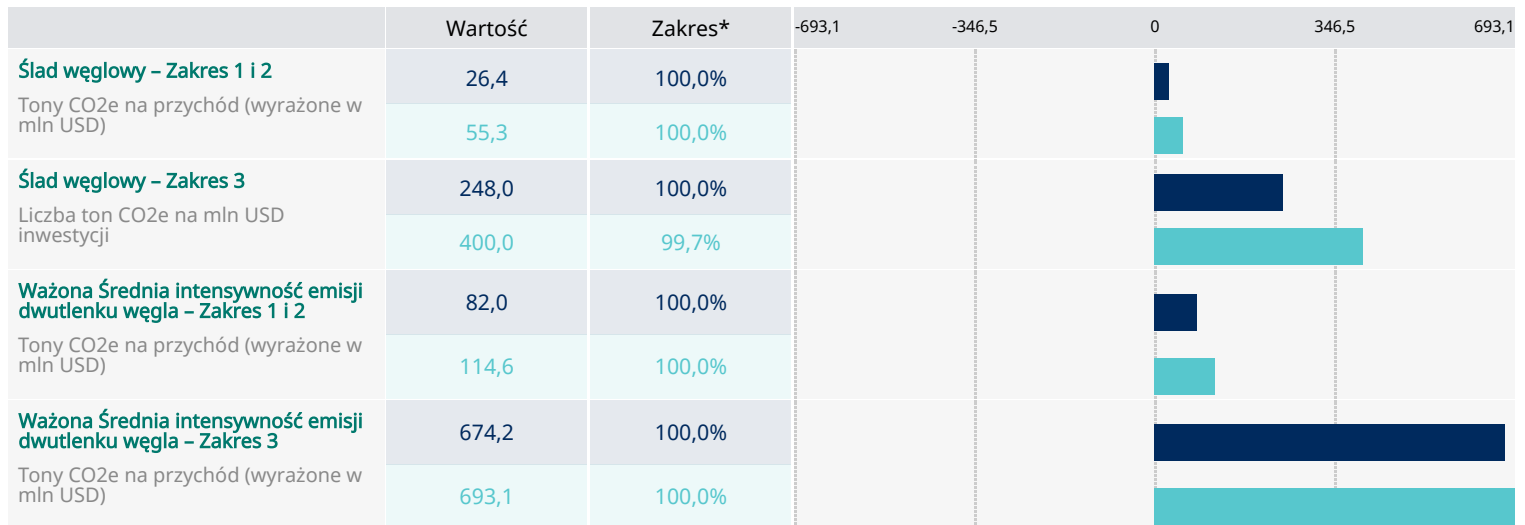 Wartość Zakres* -693,1 -346,5 0 346,5 693,1
Ślad węglowy – Zakres 1 i 2
Tony CO2e na przychód (wyrażone w
mln USD)
26,4 100,0%
55,3 100,0%
Ślad węglowy – Zakres 3
Liczba ton CO2e na mln USD
inwestycji
248,0 100,0%
400,0 99,7%
Ważona Średnia intensywność emisji
dwutlenku węgla – Zakres 1 i 2
Tony CO2e na przychód (wyrażone w
mln USD)
82,0 100,0%
114,6 100,0%
Ważona Średnia intensywność emisji
dwutlenku węgla – Zakres 3
Tony CO2e na przychód (wyrażone w
mln USD)
674,2 100,0%
693,1 100,0%